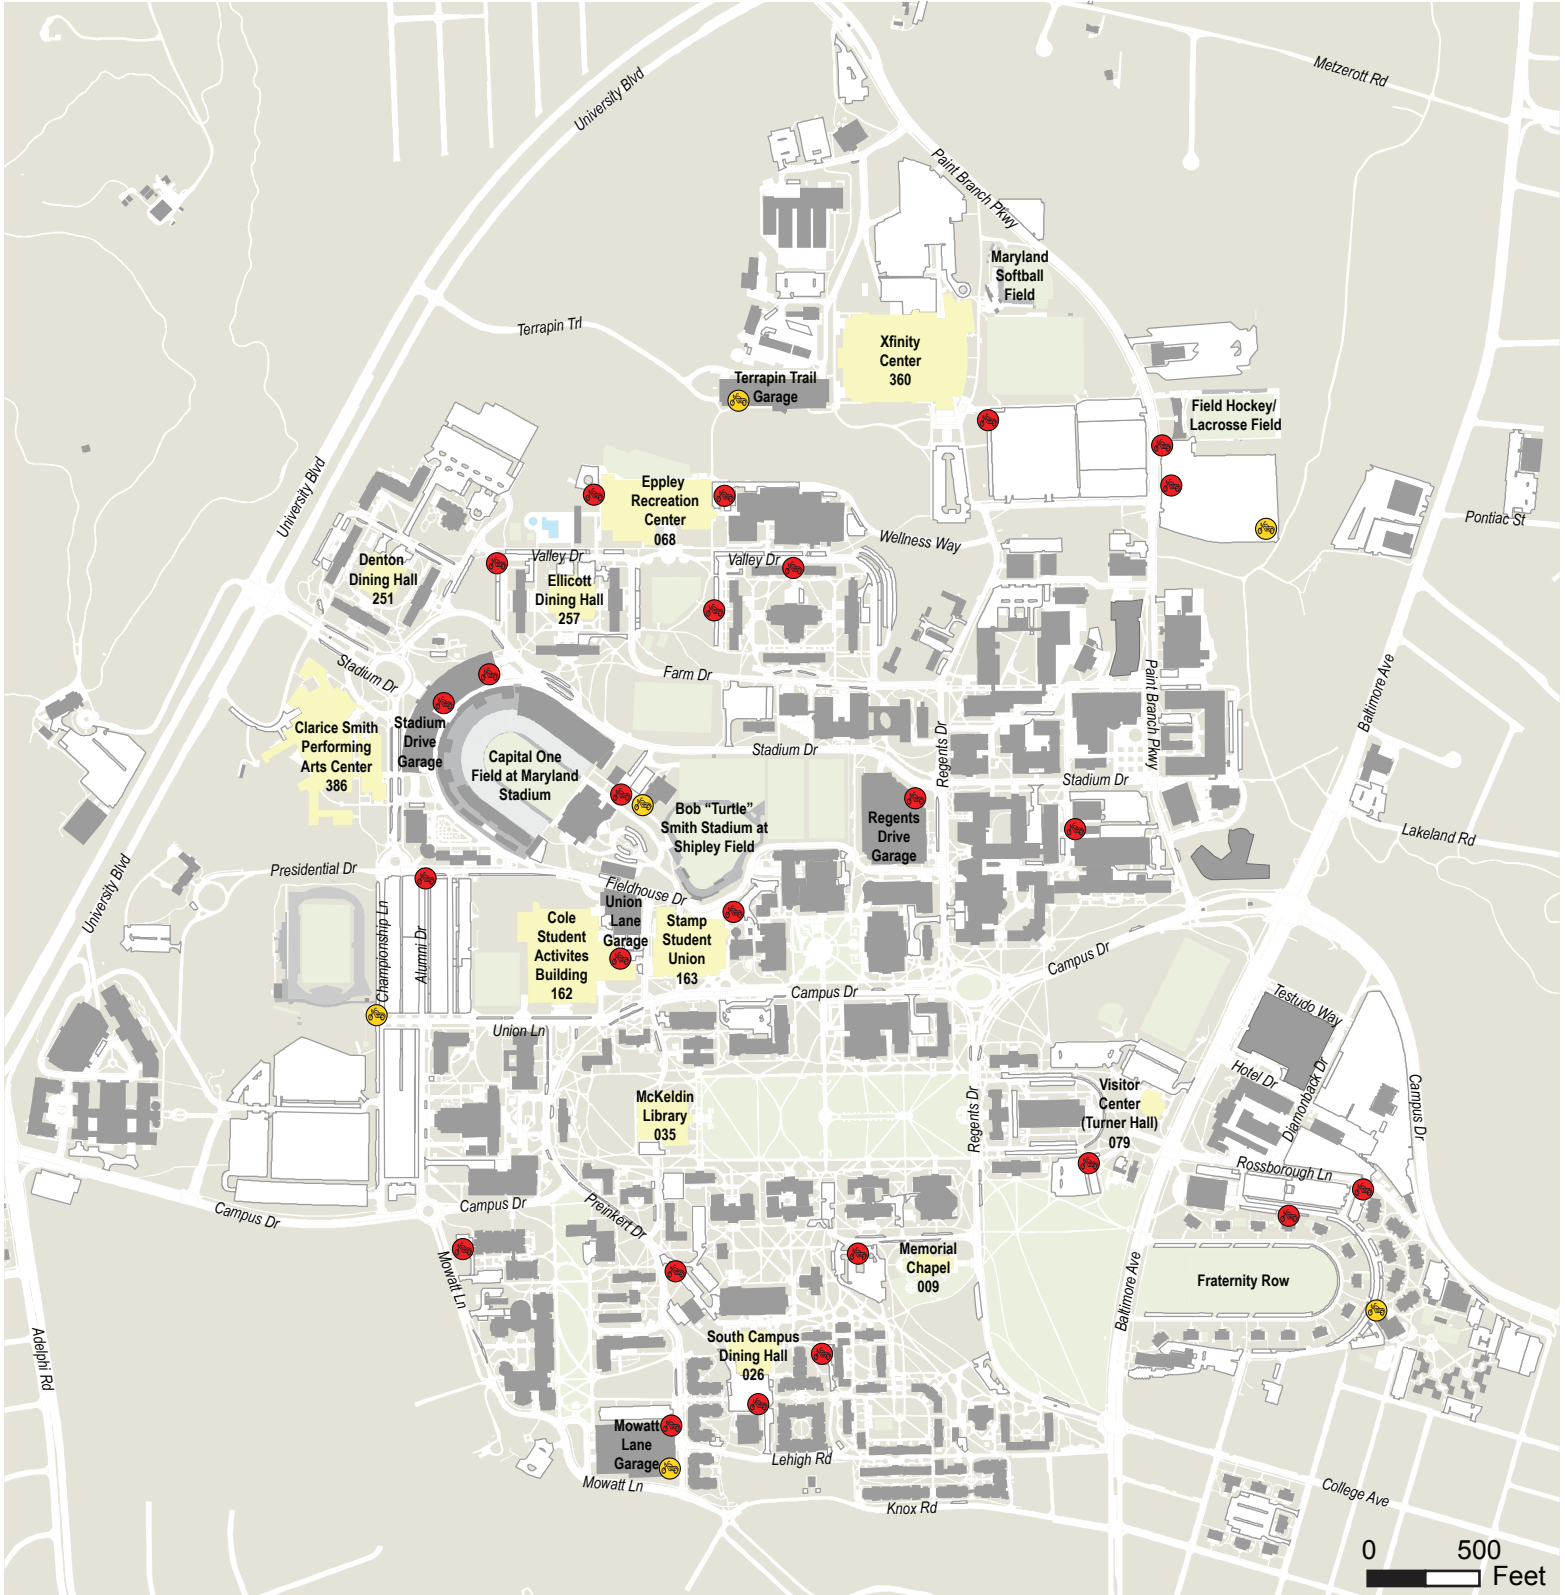 Metzerott Rd
University Blvd
Paint Branch Pkwy
Maryland
Softball
Field
Terrapin Trl
Xfinity
Center
360
Terrapin Trail
Garage
Field Hockey/
Lacrosse Field
University Blvd
Eppley
Recreation
Center
068
Pontiac St
Wellness Way
Valley Dr
Valley Dr
Denton
Dining Hall
251
Ellicott
Dining Hall
257
Stadium Dr
Farm Dr
Paint Branch Pkwy
Baltimore Ave
Clarice Smith
Performing
Arts Center
386
Stadium
Drive
Garage
Capital One
Field at Maryland
Stadium
Stadium Dr
Regents Dr
Stadium Dr
Bob “Turtle”
Smith Stadium at
Shipley Field
Regents
Drive
Garage
Lakeland Rd
University Blvd
Presidential Dr
Fieldhouse Dr
Union
Lane
Garage
Cole
Student
Activites
Building
162
Stamp
Student
Union
163
Championship Ln
Alumni Dr
Campus Dr
Campus Dr
Union Ln
Testudo Way
Hotel Dr
Diamonback Dr
Campus Dr
McKeldin
Library
035
Regents Dr
Visitor
Center
(Turner Hall)
079
Rossborough Ln
Campus Dr
Campus Dr
Preinkert Dr
Mowatt Ln
Memorial
Chapel
009
Baltimore Ave
Fraternity Row
Adelphi Rd
South Campus
Dining Hall
026
Mowatt
Lane
Garage
Lehigh Rd
Mowatt Ln
Knox Rd
College Ave
0 500
Feet